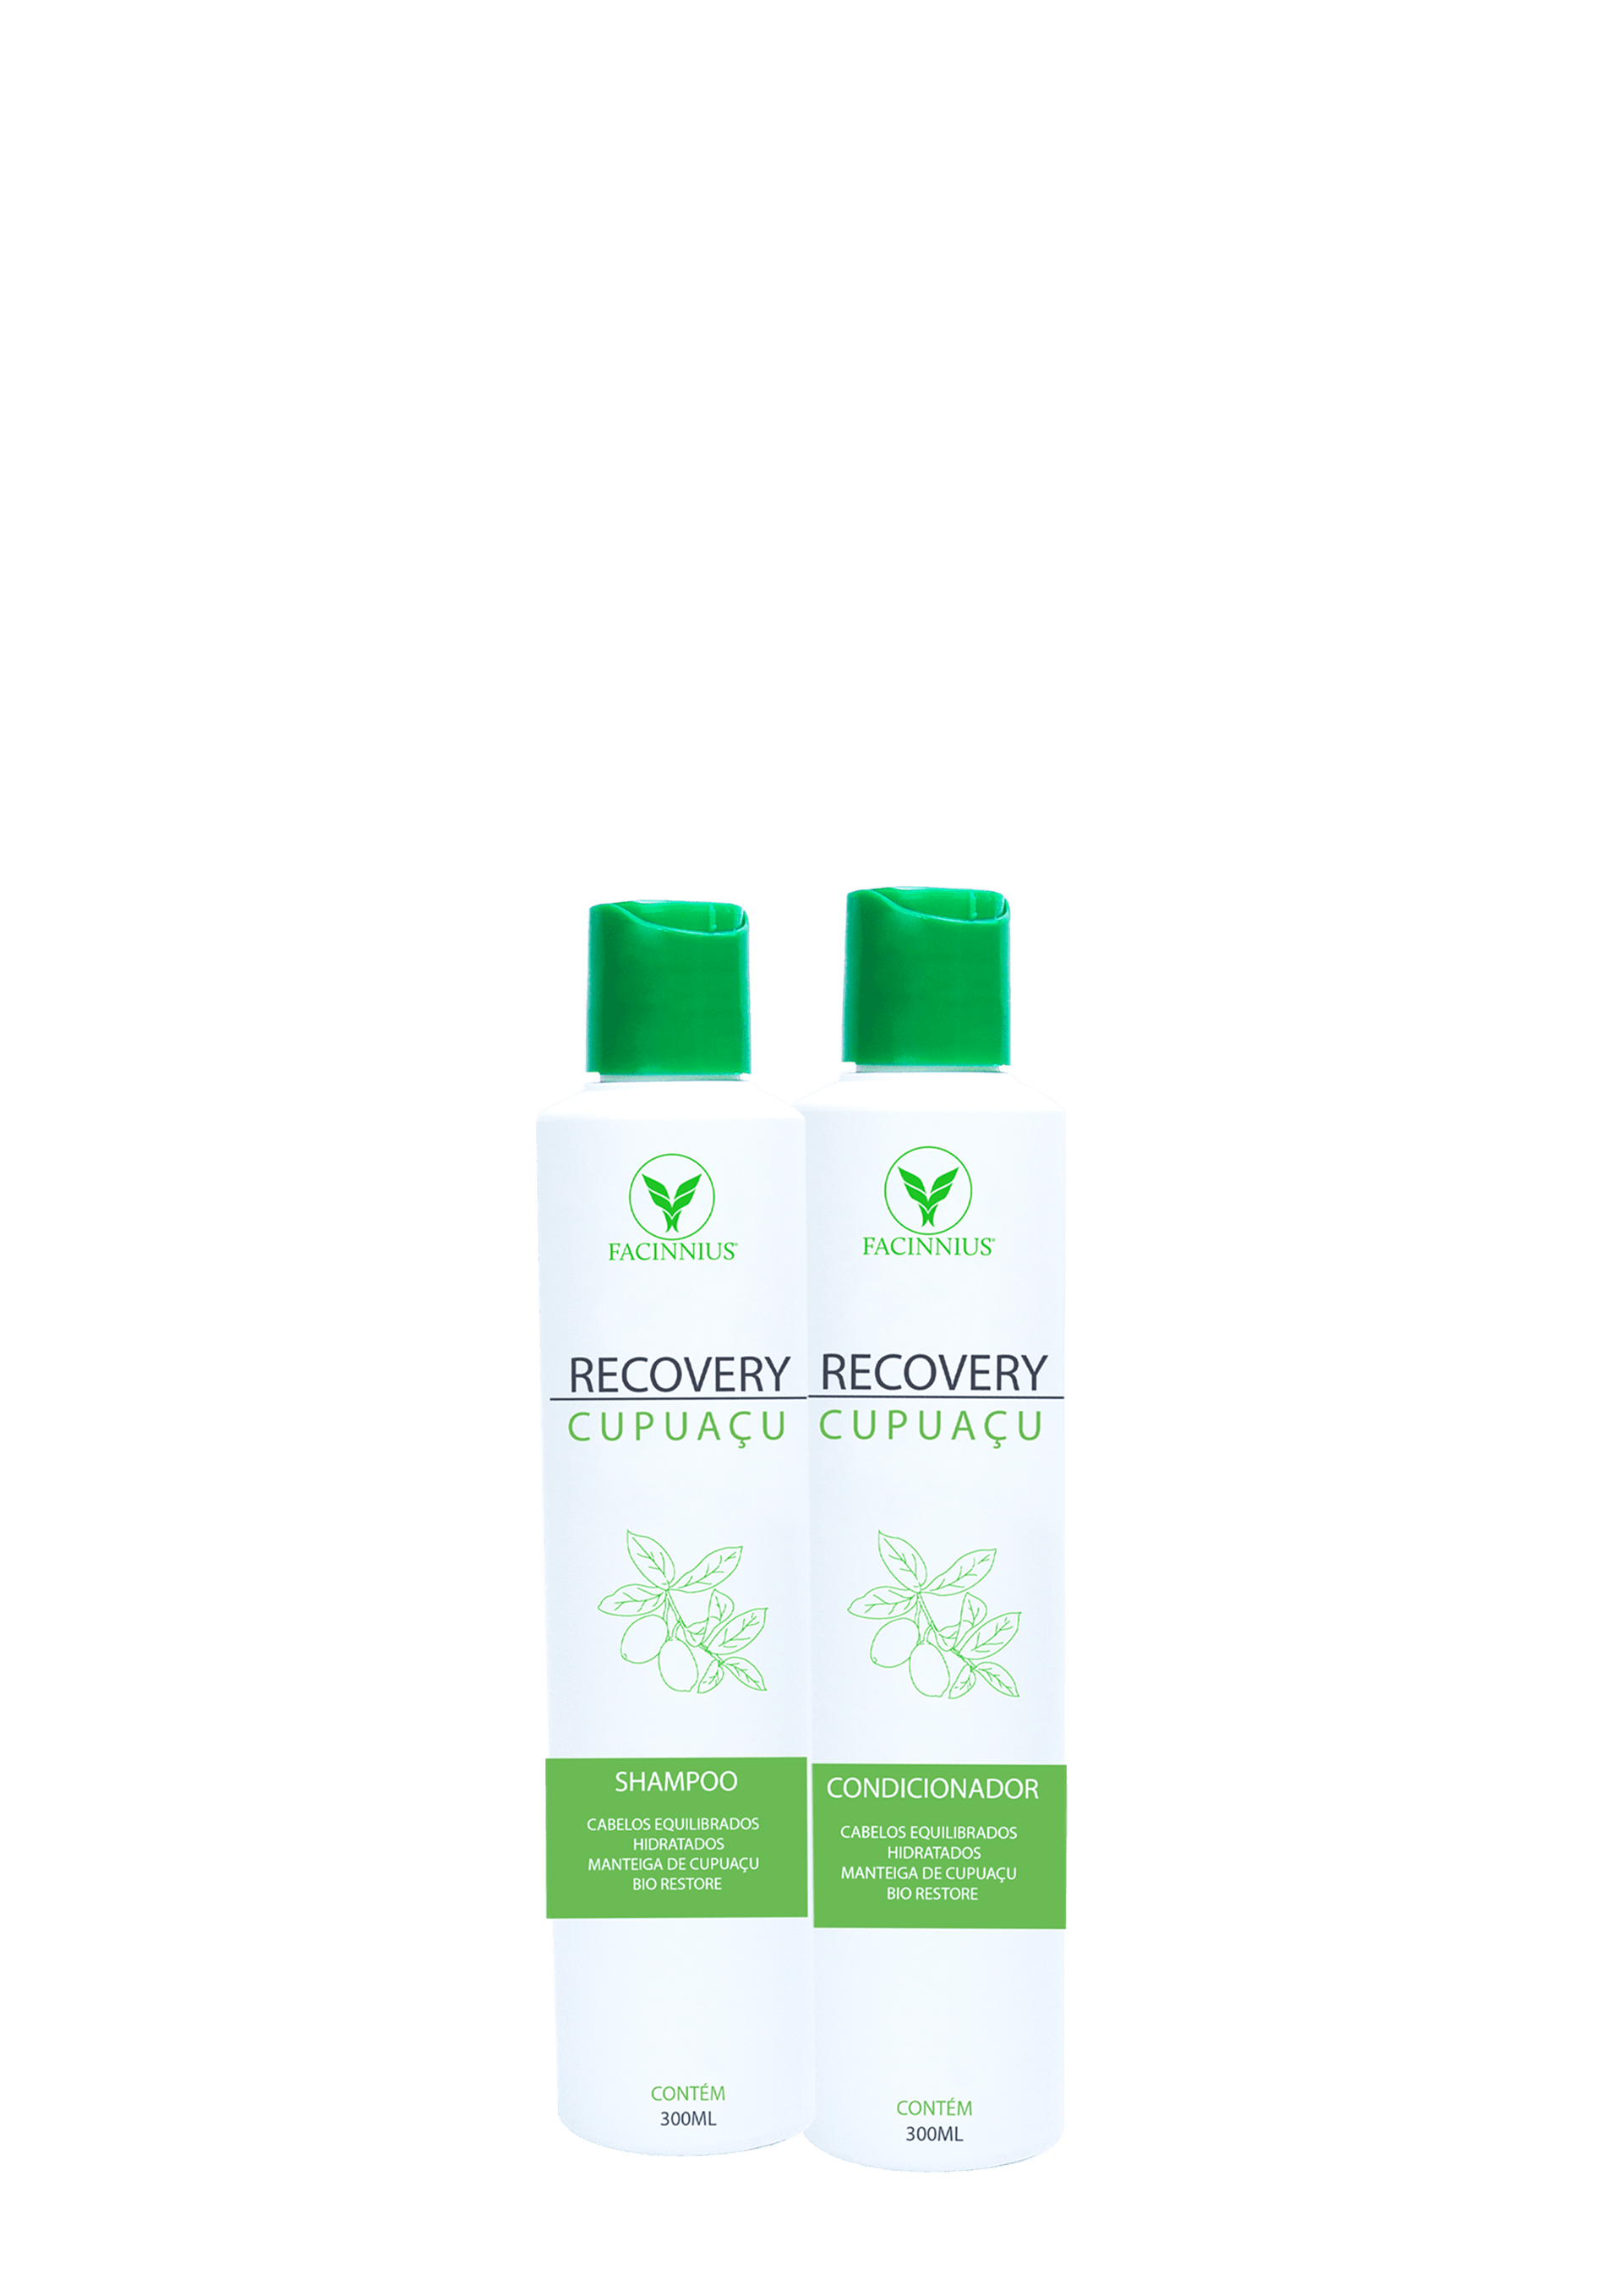 FACINNIUS®
RECOVERY
CUPUAÇU
SHAMPOO
CABELOS EQUILIBRADOS
HIDRATADOS
MANTEIGA DE CUPUAÇU
BIO RESTORE
CONTÉM
300ML
FACINNIUS®
RECOVERY
CUPUAÇU
CONDICIONADOR
CABELOS EQUILIBRADOS
HIDRATADOS
MANTEIGA DE CUPUAÇU
BIO RESTORE
CONTÉM
300ML